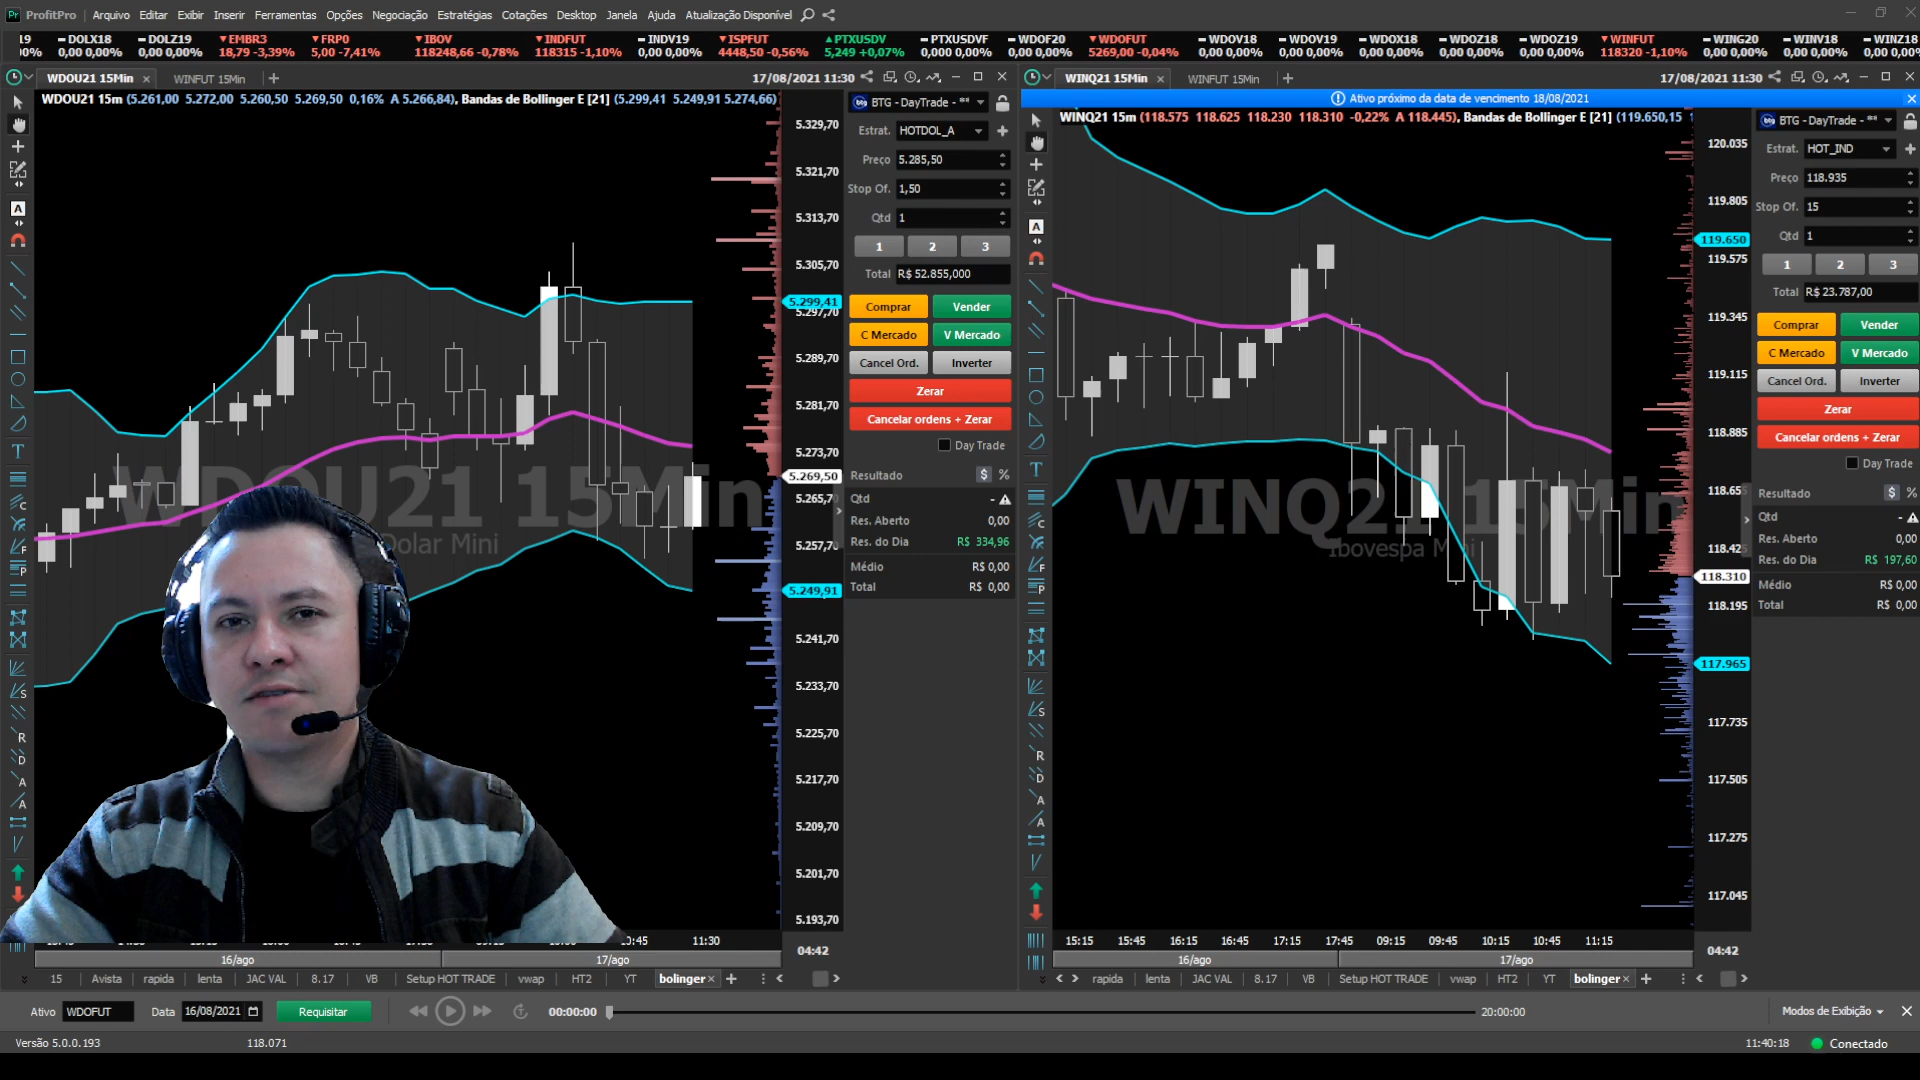 ProfitPro Arquivo Editar Exibir Inserir Ferramentas Opções Negociação Estratégias Cotações Desktop Janela Ajuda Atualização Disponível
19 DOLX18 DOLZ19 EMBR3 FRP0 IBOV INDFUT INDV19 ISPFUT PTXUSDV PTXUSDVF WDOF20 WDOFUT WDOV18 WDOV19 WDOX18 WDOZ18 WDOZ19 WINFUT WING20 WINV18 WINZ18
00% 0,00 0,00% 0,00 0,00% 18,79 -3,39% 5,00 -7,41% 118248,66 -0,78% 118315 -1,10% 0,00 0,00% 4448,50 -0,56% 5,249 +0,07% 0,000 0,00% 0,00 0,00% 5269,00 -0,04% 0,00 0,00% 0,00 0,00% 0,00 0,00% 0,00 0,00% 0,00 0,00% 118320 -1,10% 0,00 0,00% 0,00 0,00% 0,00 0,00%
WDOU21 15Min WINFUT 15Min 17/08/2021 11:30
WDOU21 15m (5.261,00 5.272,00 5.260,50 5.269,50 0,16% A 5.266,84), Bandas de Bollinger E [21] (5.299,41 5.249,91 5.274,66)
5.329,70
5.321,70
5.313,70
5.305,70
5.299,41
5.297,70
5.289,70
5.281,70
5.273,70
5.269,50
5.265,70
5.257,70
5.249,91
5.241,70
5.233,70
5.225,70
5.217,70
5.209,70
5.201,70
5.193,70
WDOU21 15Min
Dolar Mini
BTG - DayTrade - **
Estrat. HOTDOL_A
Preço 5.285,50
Stop Of. 1,50
Qtd 1
1 2 3
Total R$ 52.855,000
Comprar Vender
C Mercado V Mercado
Cancel Ord. Inverter
Zerar
Cancelar ordens + Zerar
Day Trade
Resultado $ %
Qtd -
Res. Aberto 0,00
Res. do Dia R$ 334,96
Médio R$ 0,00
Total R$ 0,00
10:45 11:30 04:42
16/ago 17/ago
15 Avista rapida lenta JAC VAL 8.17 VB Setup HOT TRADE vwap HT2 YT bolinger
WINQ21 15Min WINFUT 15Min 17/08/2021 11:30
Ativo próximo da data de vencimento 18/08/2021
WINQ21 15m (118.575 118.625 118.230 118.310 -0,22% A 118.445), Bandas de Bollinger E [21] (119.650,15
120.035
119.805
119.650
119.575
119.345
119.115
118.885
118.655
118.425
118.310
118.195
117.965
117.735
117.505
117.275
117.045
WINQ21 15Min
Ibovespa Mini
BTG - DayTrade - **
Estrat. HOT_IND
Preço 118.935
Stop Of. 15
Qtd 1
1 2 3
Total R$ 23.787,00
Comprar Vender
C Mercado V Mercado
Cancel Ord. Inverter
Zerar
Cancelar ordens + Zerar
Day Trade
Resultado $ %
Qtd -
Res. Aberto 0,00
Res. do Dia R$ 197,60
Médio R$ 0,00
Total R$ 0,00
15:15 15:45 16:15 16:45 17:15 17:45 09:15 09:45 10:15 10:45 11:15 04:42
16/ago 17/ago
rapida lenta JAC VAL 8.17 VB Setup HOT TRADE vwap HT2 YT bolinger
Ativo WDOFUT Data 16/08/2021 Requisitar 00:00:00 20:00:00 Modos de Exibição
Versão 5.0.0.193 118.071 11:40:18 Conectado